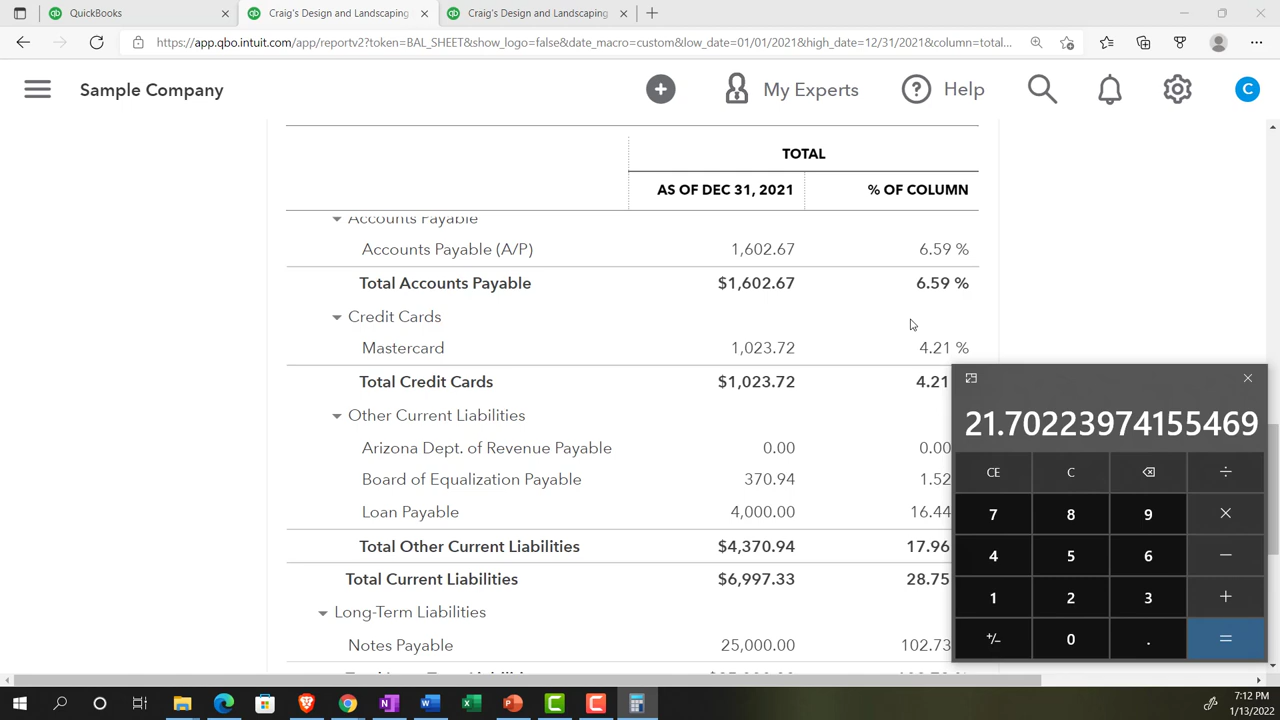 QuickBooks
Craig's Design and Landscaping
Craig's Design and Landscaping
https://app.qbo.intuit.com/app/reportv2?token=BAL_SHEET&show_logo=false&date_macro=custom&low_date=01/01/2021&high_date=12/31/2021&column=total...
Sample Company
My Experts
Help
C
TOTAL
AS OF DEC 31, 2021 % OF COLUMN
Accounts Payable
Accounts Payable (A/P) 1,602.67 6.59 %
Total Accounts Payable $1,602.67 6.59 %
Credit Cards
Mastercard 1,023.72 4.21 %
Total Credit Cards $1,023.72 4.21
Other Current Liabilities
Arizona Dept. of Revenue Payable 0.00 0.00
Board of Equalization Payable 370.94 1.52
Loan Payable 4,000.00 16.44
Total Other Current Liabilities $4,370.94 17.96
Total Current Liabilities $6,997.33 28.75
Long-Term Liabilities
Notes Payable 25,000.00 102.73
21.70223974155469
CE C ÷
7 8 9 ×
4 5 6 −
1 2 3 +
+/− 0 . =
7:12 PM
1/13/2022